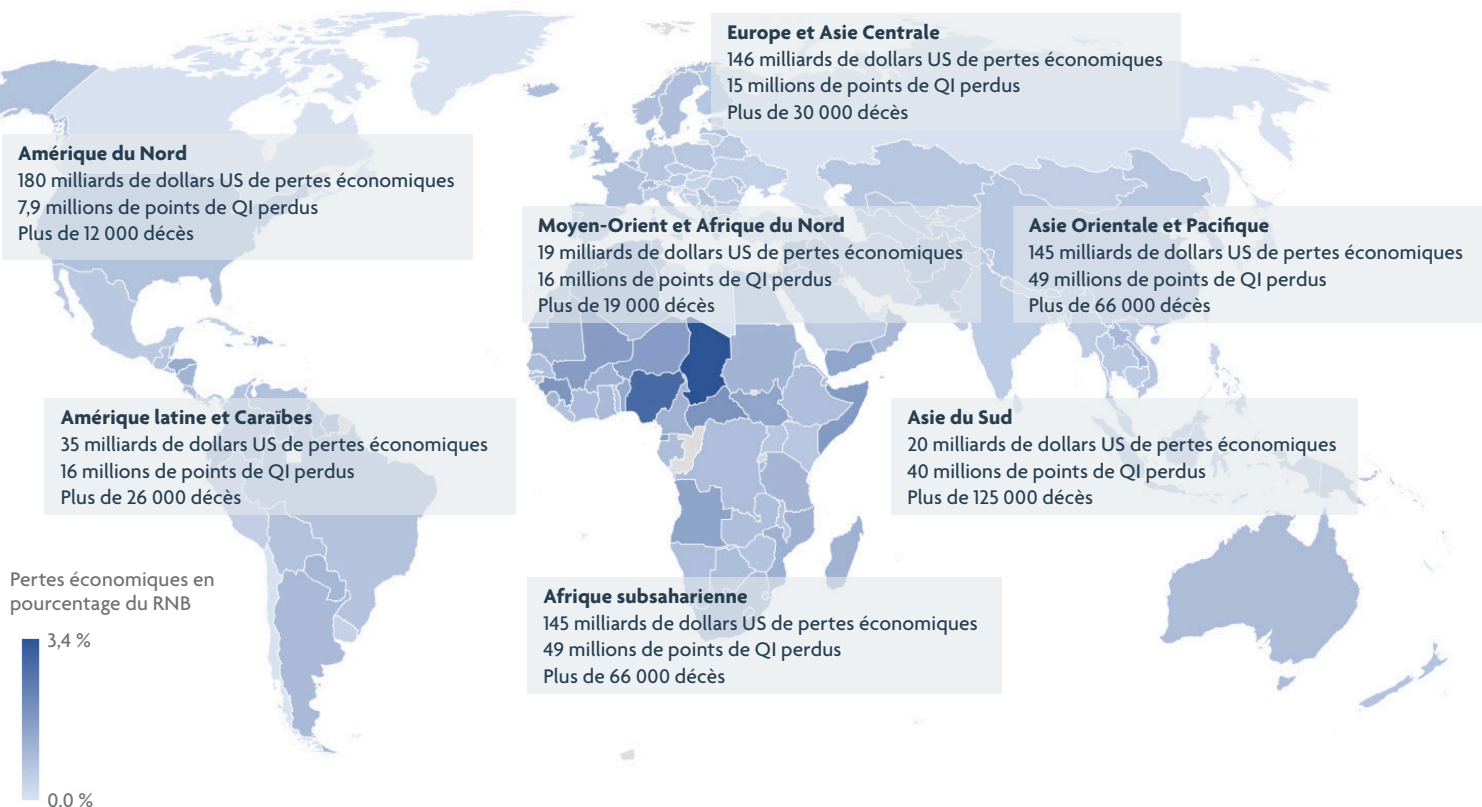 Europe et Asie Centrale
146 milliards de dollars US de pertes économiques
15 millions de points de QI perdus
Plus de 30 000 décès
Amérique du Nord
180 milliards de dollars US de pertes économiques
7,9 millions de points de QI perdus
Plus de 12 000 décès
Moyen-Orient et Afrique du Nord
19 milliards de dollars US de pertes économiques
16 millions de points de QI perdus
Plus de 19 000 décès
Asie Orientale et Pacifique
145 milliards de dollars US de pertes économiques
49 millions de points de QI perdus
Plus de 66 000 décès
Amérique latine et Caraïbes
35 milliards de dollars US de pertes économiques
16 millions de points de QI perdus
Plus de 26 000 décès
Asie du Sud
20 milliards de dollars US de pertes économiques
40 millions de points de QI perdus
Plus de 125 000 décès
Afrique subsaharienne
145 milliards de dollars US de pertes économiques
49 millions de points de QI perdus
Plus de 66 000 décès
Pertes économiques en
pourcentage du RNB
3,4 %
0,0 %